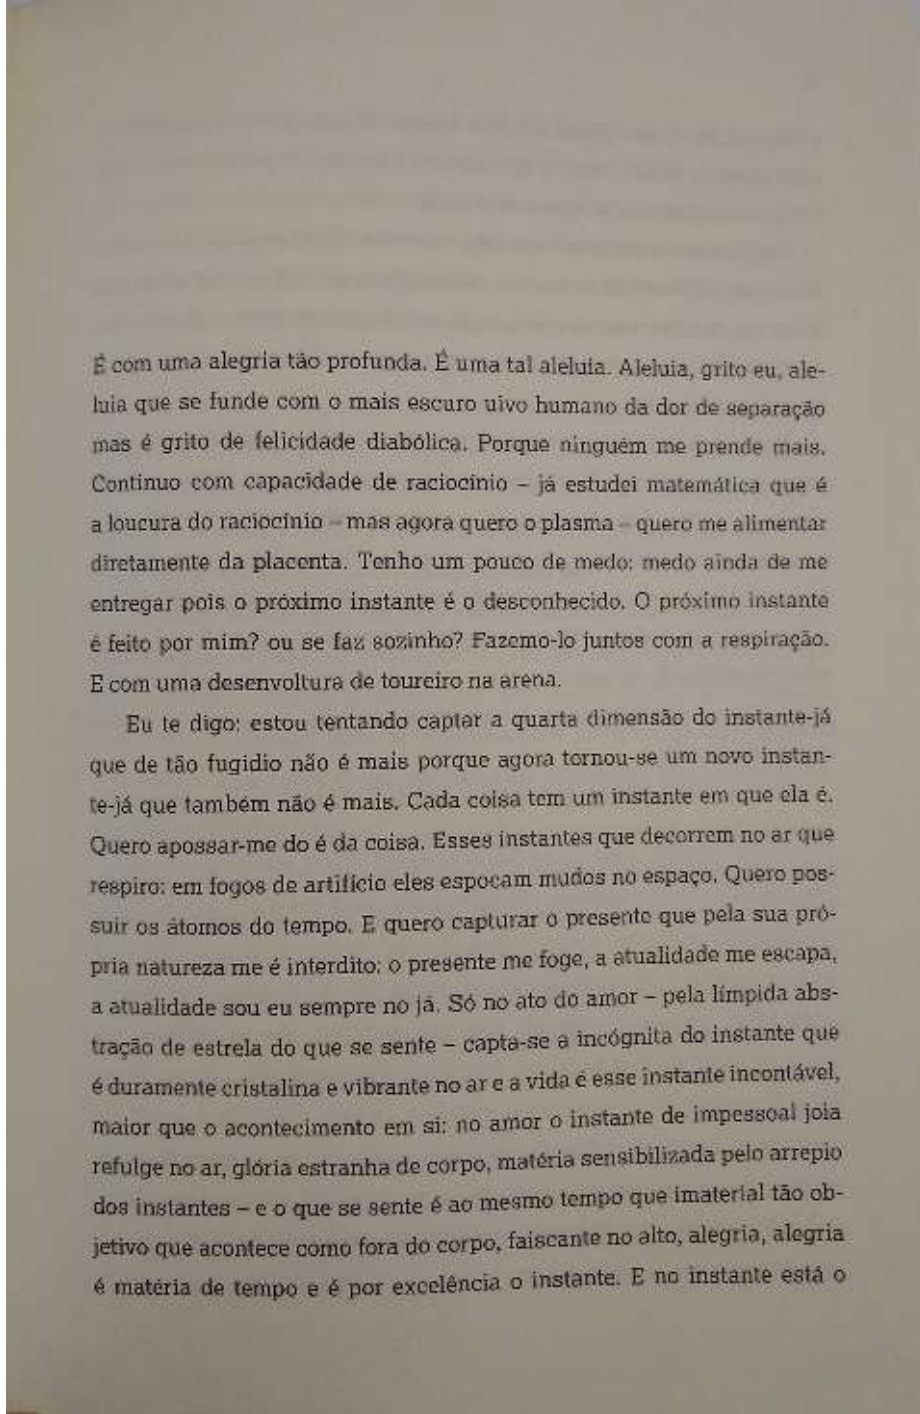 É com uma alegria tão profunda. É uma tal aleluia. Aleluia, grito eu, ale-
luia que se funde com o mais escuro uivo humano da dor de separação
mas é grito de felicidade diabólica. Porque ninguém me prende mais.
Continuo com capacidade de raciocínio – já estudei matemática que é
a loucura do raciocínio – mas agora quero o plasma – quero me alimentar
diretamente da placenta. Tenho um pouco de medo: medo ainda de me
entregar pois o próximo instante é o desconhecido. O próximo instante
é feito por mim? ou se faz sozinho? Fazemo-lo juntos com a respiração.
E com uma desenvoltura de toureiro na arena.
Eu te digo: estou tentando captar a quarta dimensão do instante-já
que de tão fugidio não é mais porque agora tornou-se um novo instan-
te-já que também não é mais. Cada coisa tem um instante em que ela é.
Quero apossar-me do é da coisa. Esses instantes que decorrem no ar que
respiro: em fogos de artifício eles espocam mudos no espaço. Quero pos-
suir os átomos do tempo. E quero capturar o presente que pela sua pró-
pria natureza me é interdito: o presente me foge, a atualidade me escapa,
a atualidade sou eu sempre no já. Só no ato do amor – pela límpida abs-
tração de estrela do que se sente – capta-se a incógnita do instante que
é duramente cristalina e vibrante no ar e a vida é esse instante incontável,
maior que o acontecimento em si: no amor o instante de impessoal joia
refulge no ar, glória estranha de corpo, matéria sensibilizada pelo arrepio
dos instantes – e o que se sente é ao mesmo tempo que imaterial tão ob-
jetivo que acontece como fora do corpo, faiscante no alto, alegria, alegria
é matéria de tempo e é por excelência o instante. E no instante está o